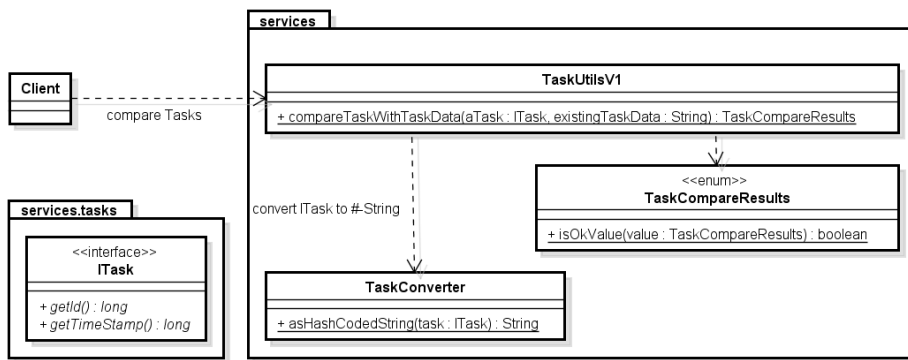 services
TaskUtilsV1
+ compareTaskWithTaskData(aTask : ITask, existingTaskData : String) : TaskCompareResults
Client
compare Tasks
<<enum>>
TaskCompareResults
+ isOkValue(value : TaskCompareResults) : boolean
convert ITask to #-String
services.tasks
<<interface>>
ITask
+ getId() : long
+ getTimeStamp() : long
TaskConverter
+ asHashCodedString(task : ITask) : String